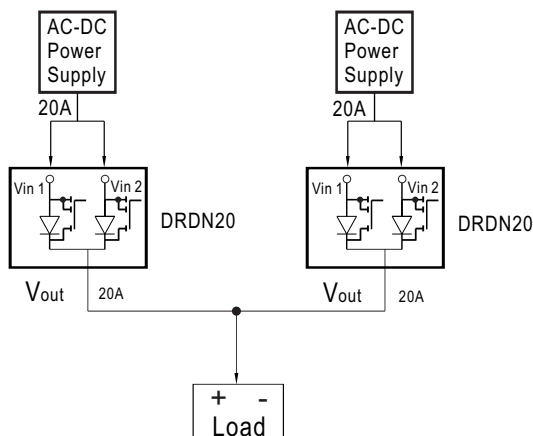 AC-DC
Power
Supply
AC-DC
Power
Supply
20A
20A
Vin 1
Vin 2
DRDN20
Vin 1
Vin 2
DRDN20
Vout
20A
Vout
20A
+ -
Load